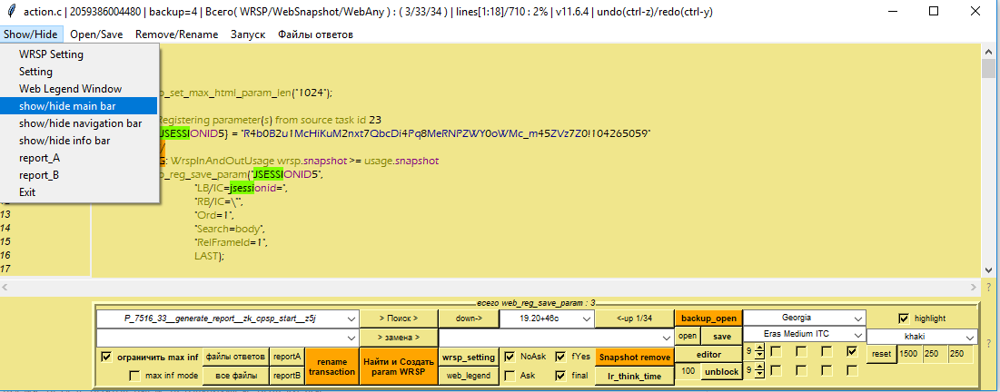 action.c | 2059386004480 | backup=4 | Всего( WRSP/WebSnapshot/WebAny ) : ( 3/33/34 ) | lines[1:18]/710 : 2% | v11.6.4 | undo(ctrl-z)/redo(ctrl-y)
Show/Hide Open/Save Remove/Rename Запуск Файлы ответов
WRSP Setting
Setting
Web Legend Window
show/hide main bar
show/hide navigation bar
show/hide info bar
report_A
report_B
Exit
_set_max_html_param_len("1024");
Registering parameter(s) from source task id 23
JSESSIONID5} = "R4b0B2u1McHiKuM2nxt7QbcDi4Pq8MeRNPZWY0oWMc_m45ZVz7Z0!104265059"
G: WrspInAndOutUsage wrsp.snapshot >= usage.snapshot
_reg_save_param("JSESSIONID5",
"LB/IC=jsessionid=",
"RB/IC=\"",
13 "Ord=1",
14 "Search=body",
15 "RelFrameId=1",
16 LAST);
17
всего web_reg_save_param : 3
P_7516_33__generate_report__zk_cpsp_start__z5j > Поиск > down-> 19.20+46c <-up 1/34 backup_open Georgia highlight
> замена > open save Eras Medium ITC khaki
ограничить max inf файлы ответов reportA rename transaction Найти и Создать param WRSP wrsp_setting NoAsk fYes Snapshot remove editor 9 reset 1500 250 250
max inf mode все файлы reportB web_legend Ask final lr_think_time 100 unblock 9
?
?